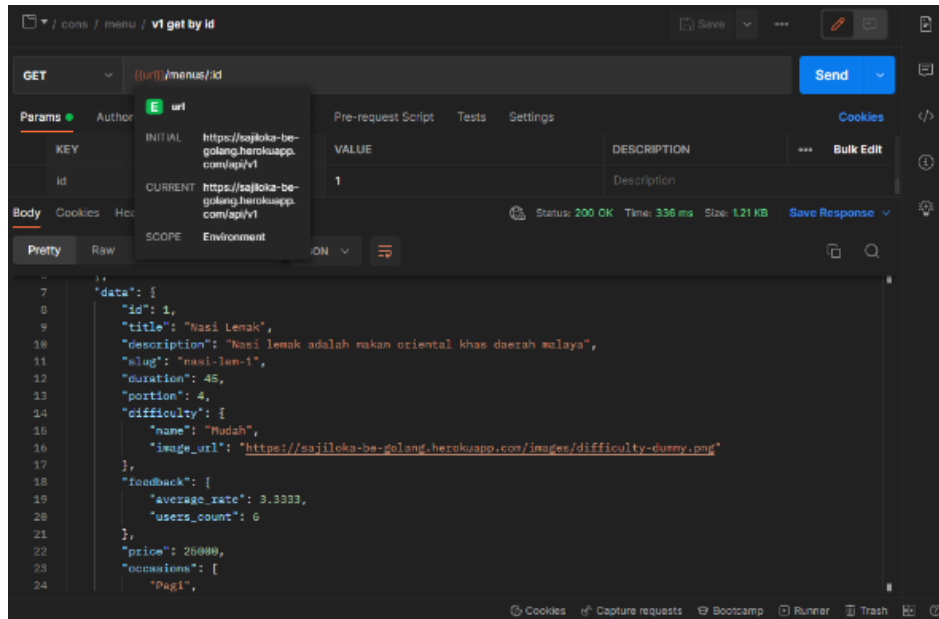 / cons / menu / v1 get by id
Save
GET
{{url}}/menus/:id
Send
E url
INITIAL https://sajiloka-be-
golang.herokuapp.
com/api/v1
CURRENT https://sajiloka-be-
golang.herokuapp.
com/api/v1
SCOPE Environment
Params Author Pre-request Script Tests Settings Cookies
KEY VALUE DESCRIPTION Bulk Edit
id 1 Description
Body Cookies Hea Status: 200 OK Time: 336 ms Size: 1.21 KB Save Response
Pretty Raw ON
},
7 "data": {
8 "id": 1,
9 "title": "Nasi Lemak",
10 "description": "Nasi lemak adalah makan oriental khas daerah malaya",
11 "slug": "nasi-lem-1",
12 "duration": 45,
13 "portion": 4,
14 "difficulty": {
15 "name": "Mudah",
16 "image_url": "https://sajiloka-be-golang.herokuapp.com/images/difficulty-dummy.png"
17 },
18 "feedback": {
19 "average_rate": 3.3333,
20 "users_count": 6
21 },
22 "price": 25000,
23 "occasions": [
24 "Pagi",
Cookies Capture requests Bootcamp Runner Trash